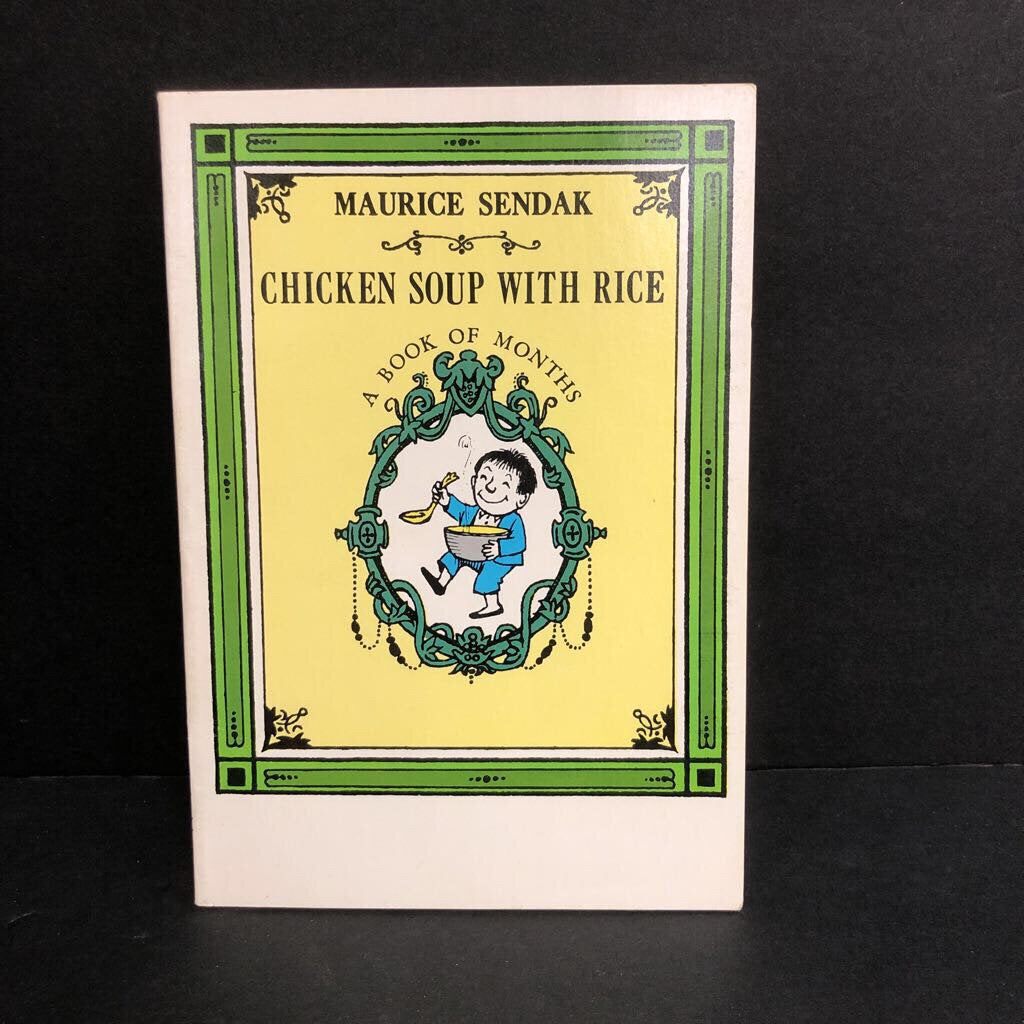 MAURICE SENDAK
CHICKEN SOUP WITH RICE
A BOOK OF MONTHS